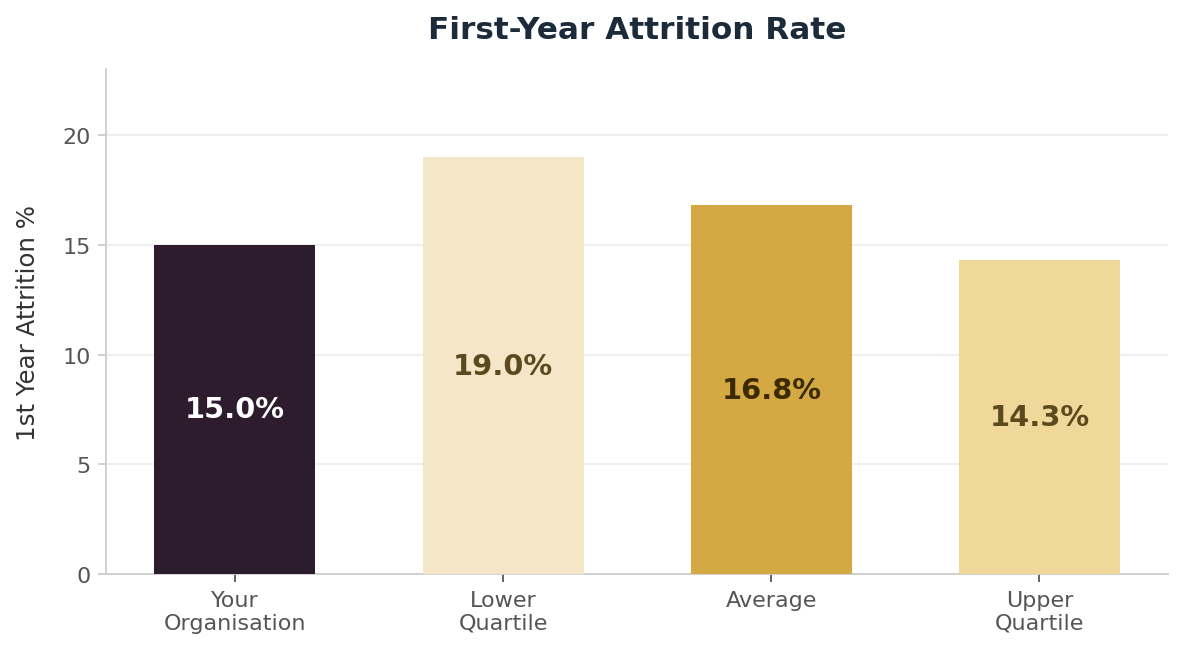 First-Year Attrition Rate
1st Year Attrition %
20
15
10
5
0
15.0%
19.0%
16.8%
14.3%
Your
Organisation
Lower
Quartile
Average
Upper
Quartile